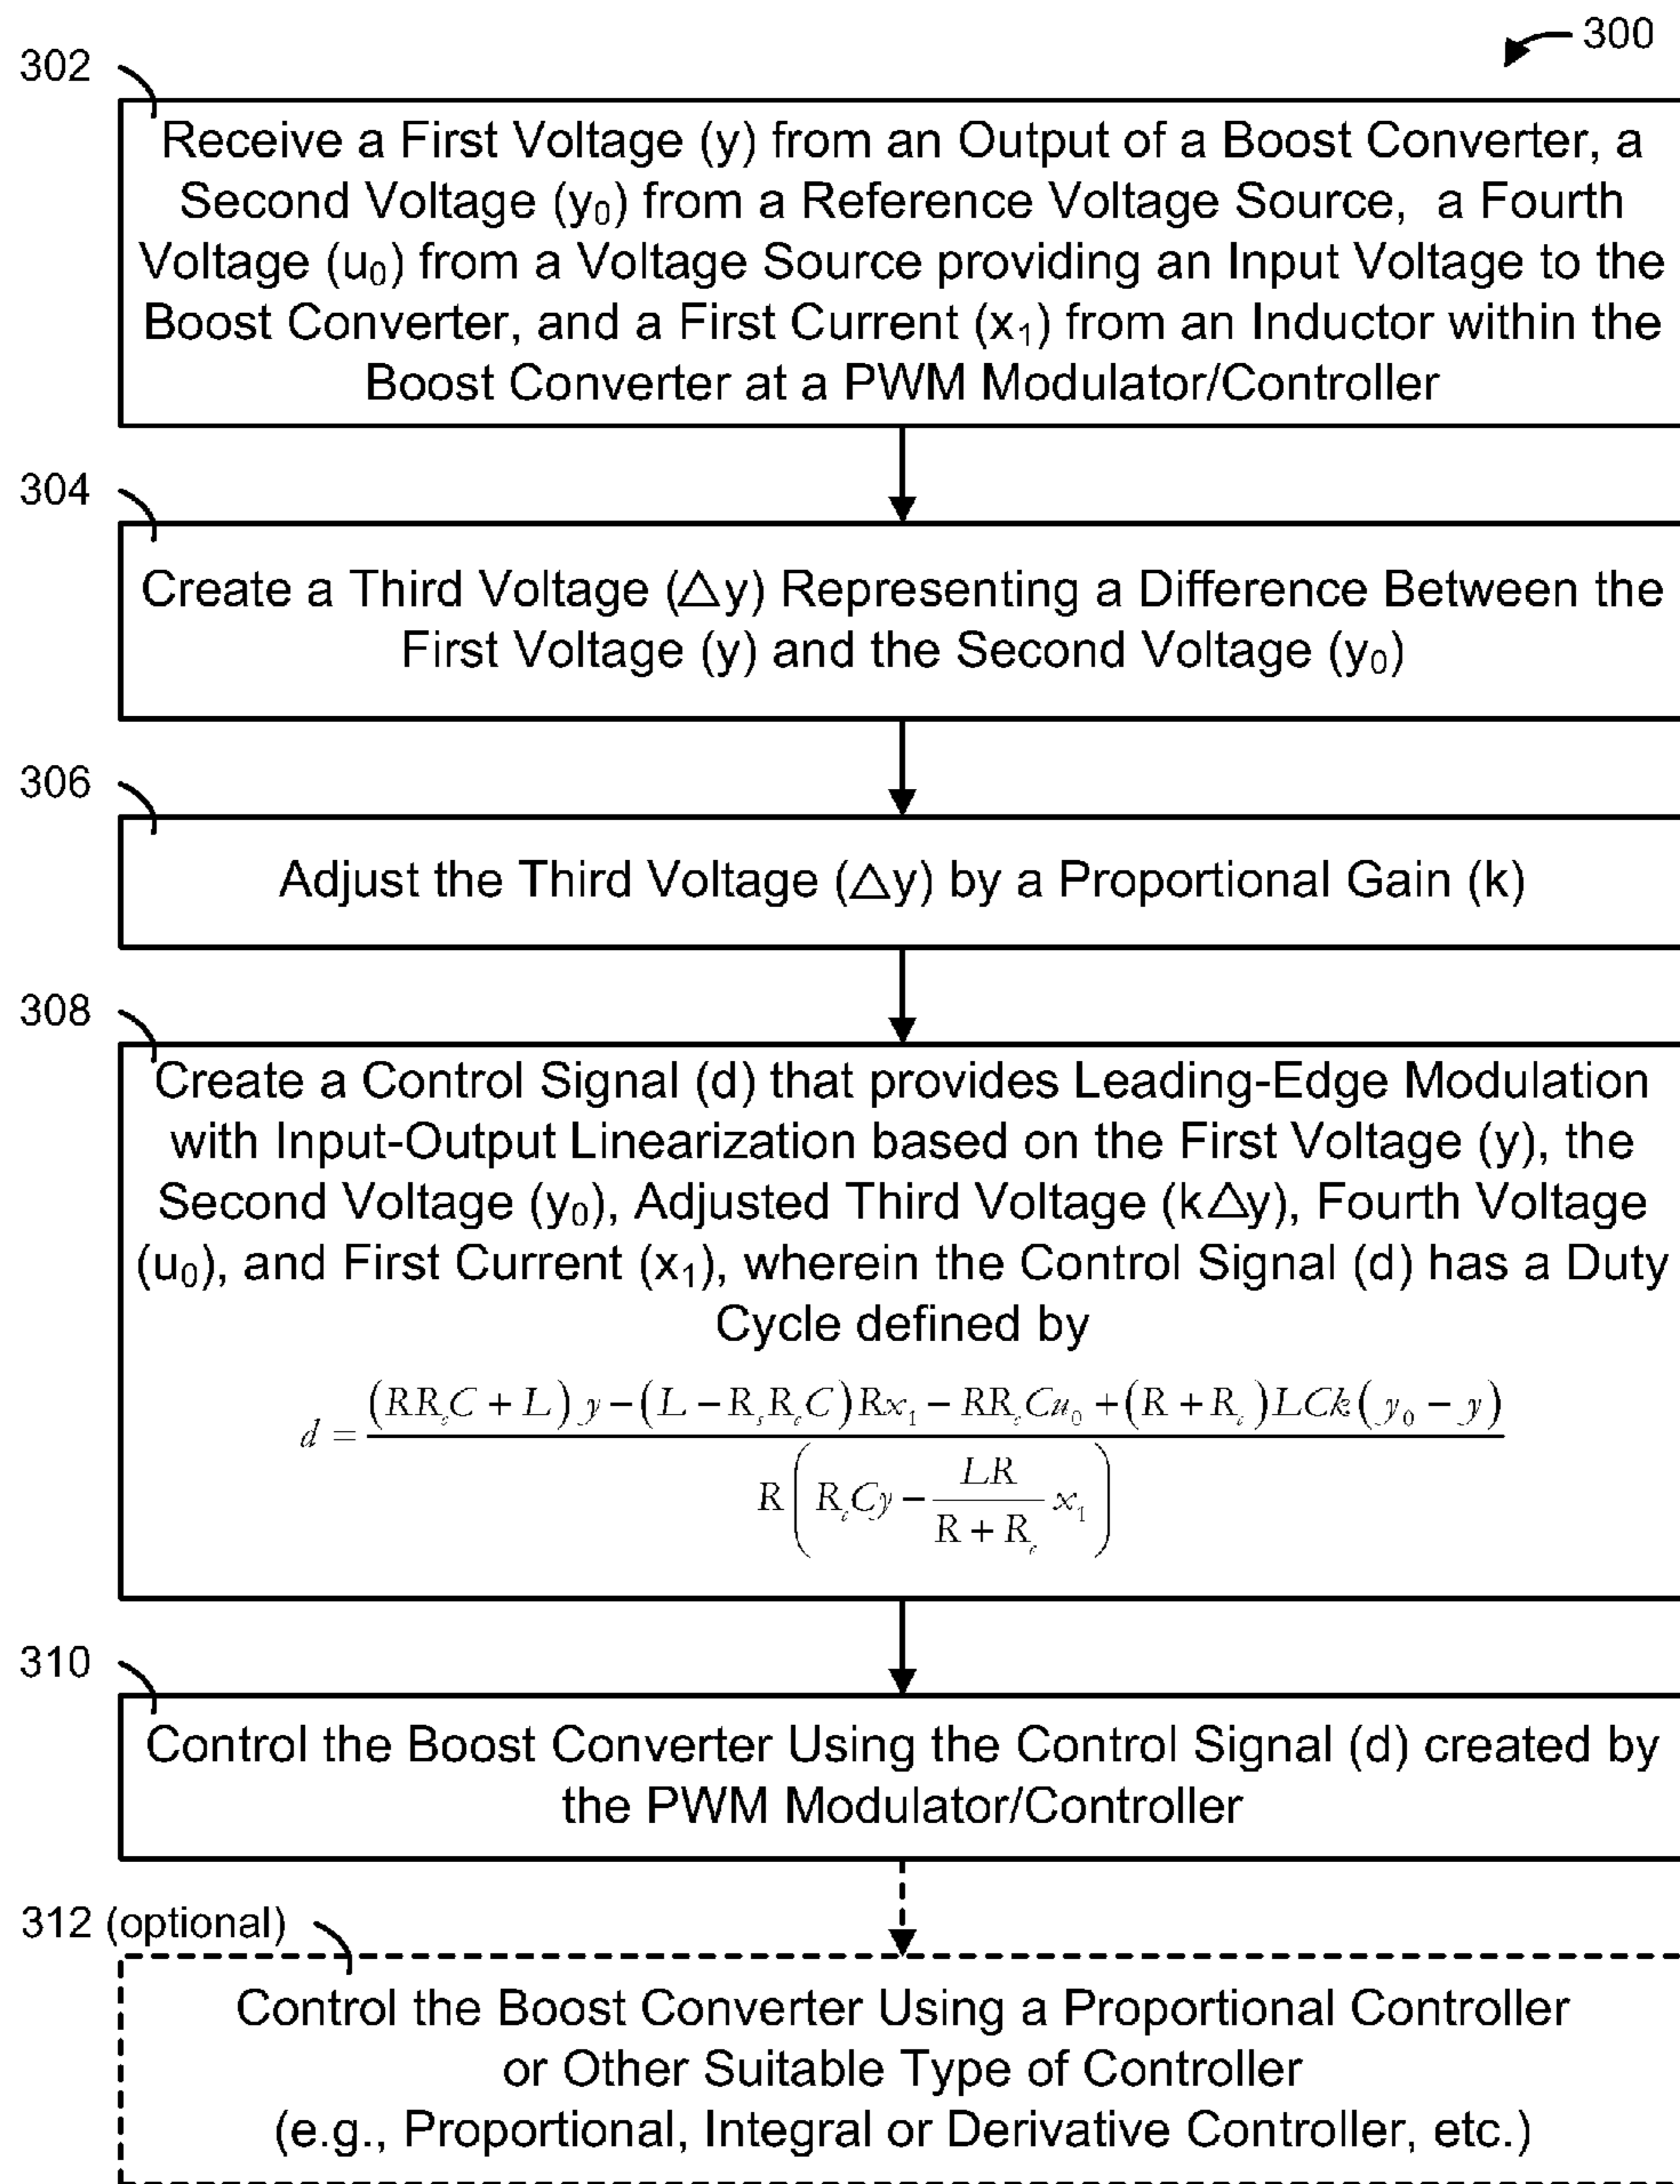 300
302
Receive a First Voltage (y) from an Output of a Boost Converter, a
Second Voltage (y₀) from a Reference Voltage Source, a Fourth
Voltage (u₀) from a Voltage Source providing an Input Voltage to the
Boost Converter, and a First Current (x₁) from an Inductor within the
Boost Converter at a PWM Modulator/Controller
304
Create a Third Voltage (△y) Representing a Difference Between the
First Voltage (y) and the Second Voltage (y₀)
306
Adjust the Third Voltage (△y) by a Proportional Gain (k)
308
Create a Control Signal (d) that provides Leading-Edge Modulation
with Input-Output Linearization based on the First Voltage (y), the
Second Voltage (y₀), Adjusted Third Voltage (k△y), Fourth Voltage
(u₀), and First Current (x₁), wherein the Control Signal (d) has a Duty
Cycle defined by
d = ((RR_cC + L) y − (L − R_sR_cC)Rx₁ − RR_cCu₀ + (R + R_c)LCk(y₀ − y)) / (R(R_cCy − (LR / (R + R_c)) x₁))
310
Control the Boost Converter Using the Control Signal (d) created by
the PWM Modulator/Controller
312 (optional)
Control the Boost Converter Using a Proportional Controller
or Other Suitable Type of Controller
(e.g., Proportional, Integral or Derivative Controller, etc.)